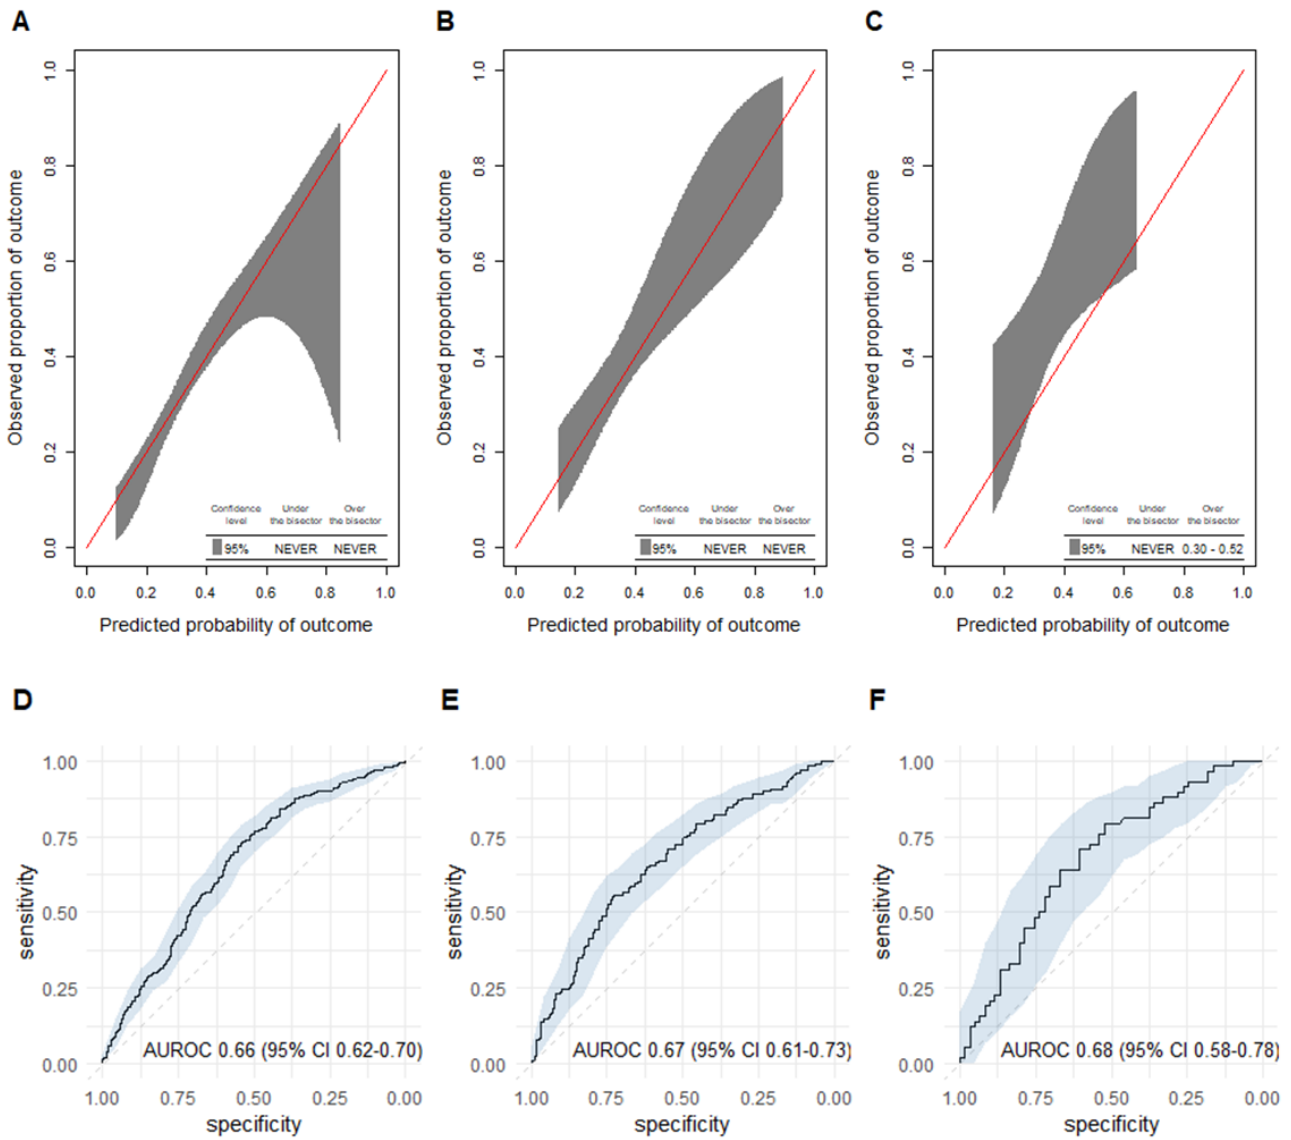 A
B
C
Observed proportion of outcome
1.0
0.8
0.6
0.4
0.2
0.0
Confidence level
Under the bisector
Over the bisector
95%
NEVER
NEVER
0.0 0.2 0.4 0.6 0.8 1.0
Predicted probability of outcome
Observed proportion of outcome
1.0
0.8
0.6
0.4
0.2
0.0
Confidence level
Under the bisector
Over the bisector
95%
NEVER
NEVER
0.0 0.2 0.4 0.6 0.8 1.0
Predicted probability of outcome
Observed proportion of outcome
1.0
0.8
0.6
0.4
0.2
0.0
Confidence level
Under the bisector
Over the bisector
95%
NEVER
0.30 - 0.52
0.0 0.2 0.4 0.6 0.8 1.0
Predicted probability of outcome
D
E
F
sensitivity
1.00
0.75
0.50
0.25
0.00
AUROC 0.66 (95% CI 0.62-0.70)
1.00 0.75 0.50 0.25 0.00
specificity
sensitivity
1.00
0.75
0.50
0.25
0.00
AUROC 0.67 (95% CI 0.61-0.73)
1.00 0.75 0.50 0.25 0.00
specificity
sensitivity
1.00
0.75
0.50
0.25
0.00
AUROC 0.68 (95% CI 0.58-0.78)
1.00 0.75 0.50 0.25 0.00
specificity